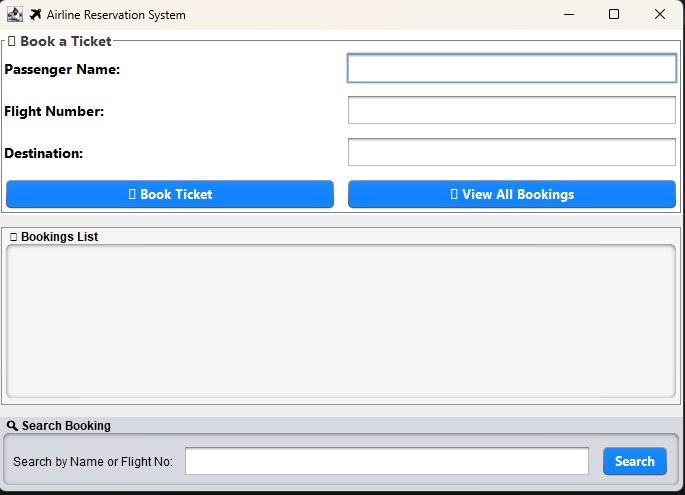 ✈ Airline Reservation System
▯ Book a Ticket
Passenger Name:
Flight Number:
Destination:
▯ Book Ticket
▯ View All Bookings
▯ Bookings List
🔍 Search Booking
Search by Name or Flight No:
Search